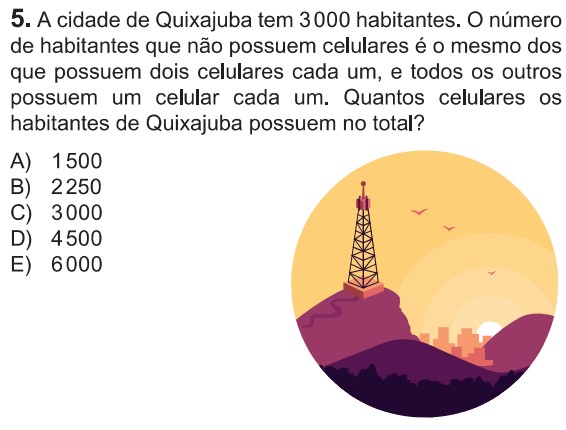 5. A cidade de Quixajuba tem 3 000 habitantes. O número
de habitantes que não possuem celulares é o mesmo dos
que possuem dois celulares cada um, e todos os outros
possuem um celular cada um. Quantos celulares os
habitantes de Quixajuba possuem no total?
A) 1 500
B) 2 250
C) 3 000
D) 4 500
E) 6 000